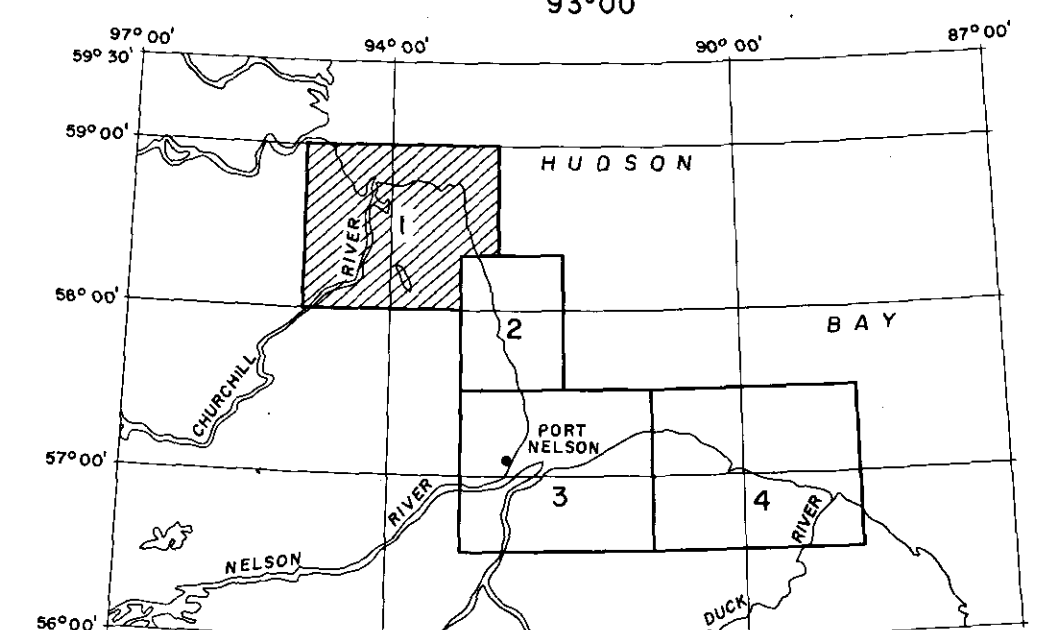 93°00'
97°00'
94°00'
90°00'
87°00'
59°30'
59°00'
HUDSON
1
RIVER
58°00'
2
BAY
CHURCHILL
PORT
NELSON
57°00'
RIVER
3
4
RIVER
NELSON
DUCK
56°00'